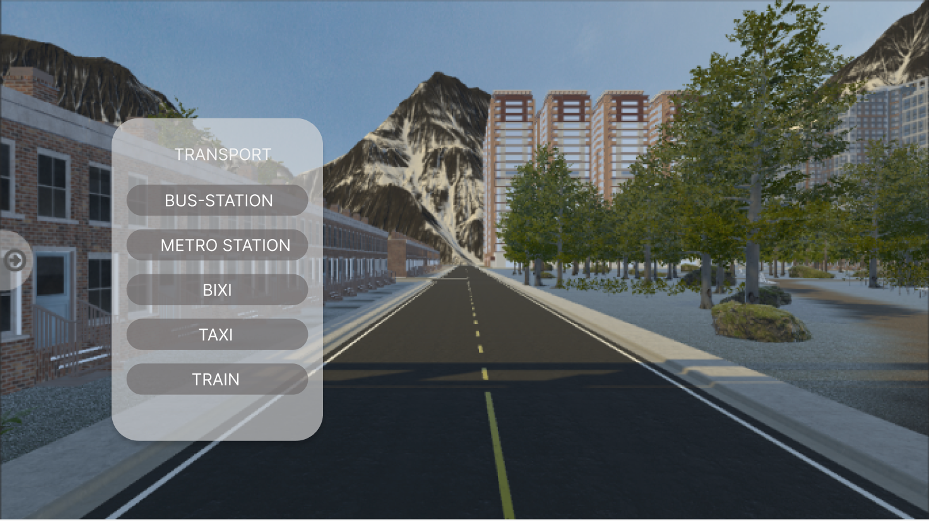 TRANSPORT
BUS-STATION
METRO STATION
BIXI
TAXI
TRAIN